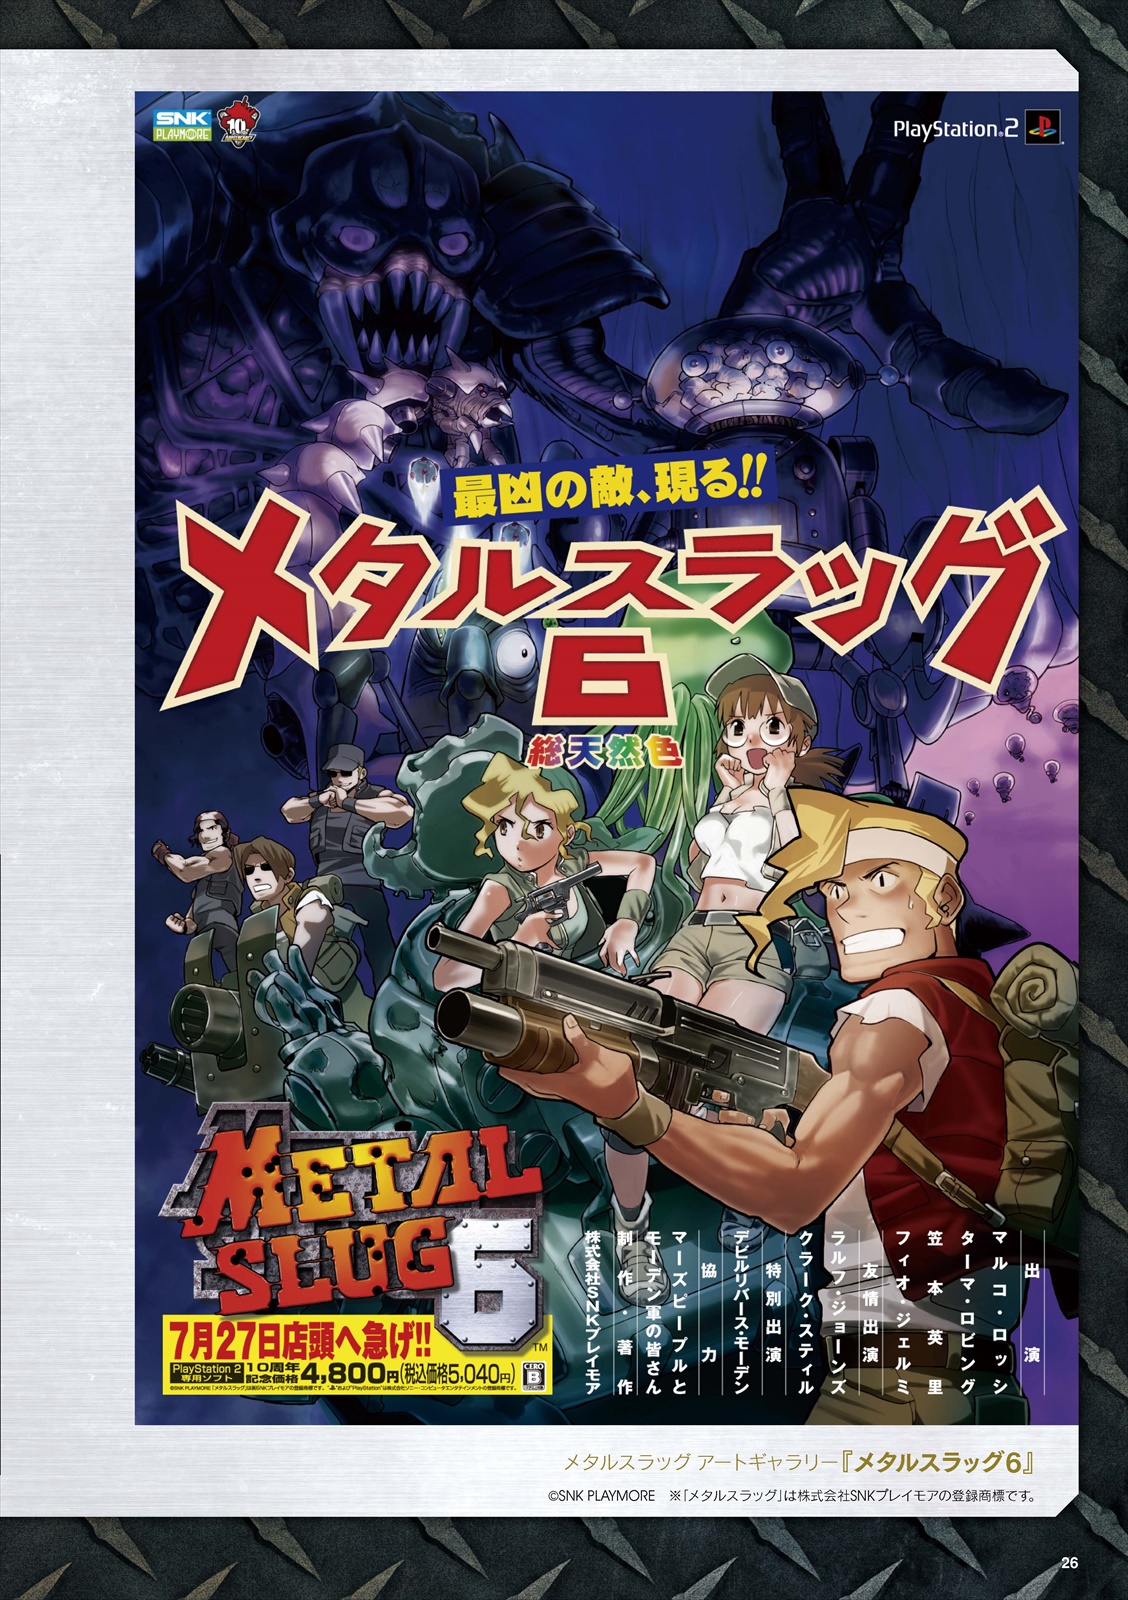 SNK
PLAYMORE
10th
PlayStation®2
最凶の敵、現る!!
メタルスラッグ
6
総天然色
METAL
SLUG 6
TM
7月27日店頭へ急げ!!
PlayStation 2
専用ソフト
10周年
記念価格
4,800円(税込価格5,040円)
CERO
B
出演
マルコ・ロッシ
ターマ・ロビング
笠本英里
フィオ・ジェルミ
友情出演
ラルフ・ジョーンズ
クラーク・スティル
特別出演
デビルリバース・モーデン
協力
マーズピープルと
モーデン軍の皆さん
制作・著作
株式会社SNKプレイモア
メタルスラッグ アートギャラリー『メタルスラッグ6』
©SNK PLAYMORE ※「メタルスラッグ」は株式会社SNKプレイモアの登録商標です。
26